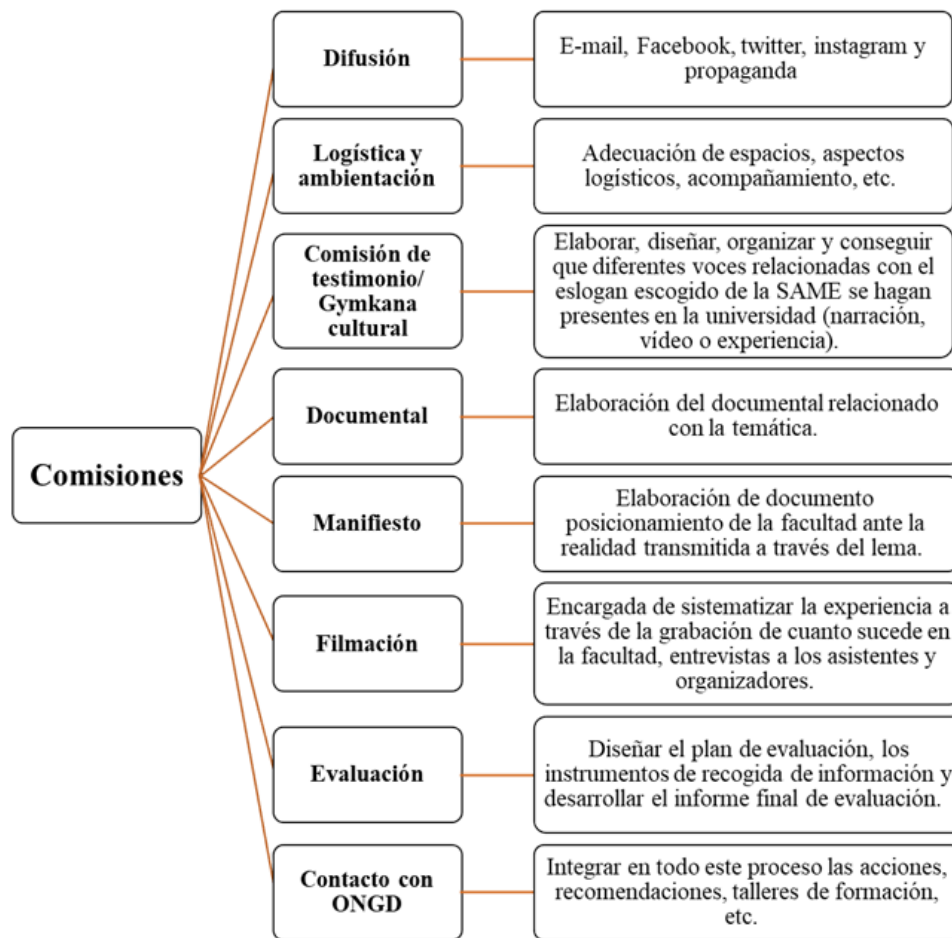 Comisiones
Difusión
E-mail, Facebook, twitter, instagram y
propaganda
Logística y
ambientación
Adecuación de espacios, aspectos
logísticos, acompañamiento, etc.
Comisión de
testimonio/
Gymkana
cultural
Elaborar, diseñar, organizar y conseguir
que diferentes voces relacionadas con el
eslogan escogido de la SAME se hagan
presentes en la universidad (narración,
vídeo o experiencia).
Documental
Elaboración del documental relacionado
con la temática.
Manifiesto
Elaboración de documento
posicionamiento de la facultad ante la
realidad transmitida a través del lema.
Filmación
Encargada de sistematizar la experiencia a
través de la grabación de cuanto sucede en
la facultad, entrevistas a los asistentes y
organizadores.
Evaluación
Diseñar el plan de evaluación, los
instrumentos de recogida de información y
desarrollar el informe final de evaluación.
Contacto con
ONGD
Integrar en todo este proceso las acciones,
recomendaciones, talleres de formación,
etc.